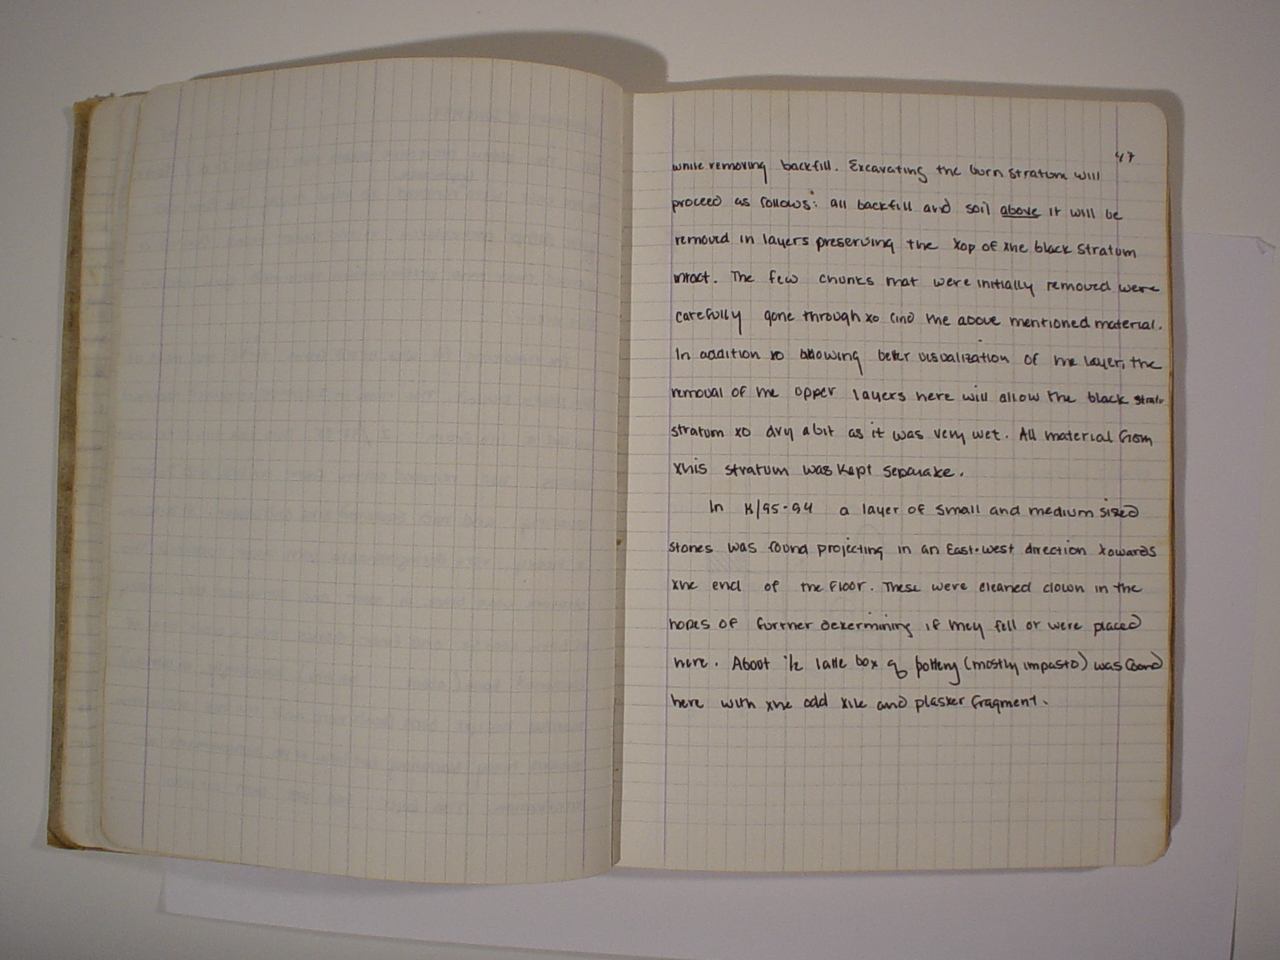 47
while removing backfill. Excavating the burn stratum will
proceed as follows: all backfill and soil above it will be
removed in layers preserving the top of the black stratum
intact. The few chunks that were initially removed were
carefully gone through to find the above mentioned material.
In addition to allowing better visualization of the layer, the
removal of the upper layers here will allow the black strat
stratum to dry a bit as it was very wet. All material from
this stratum was kept separate.
In K/95-94 a layer of small and medium sized
stones was found projecting in an East-west direction towards
the end of the floor. These were cleaned down in the
hopes of further determining if they fell or were placed
here. About box of pottery (mostly impasto) was found
here with the odd tile and plaster fragment.